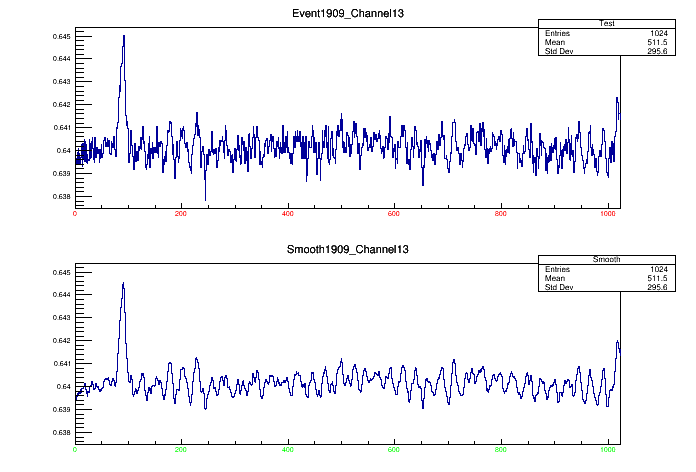 Event1909_Channel13
Test
Entries 1024
Mean 511.5
Std Dev 295.6
0.645
0.644
0.643
0.642
0.641
0.64
0.639
0.638
0 200 400 600 800 1000
Smooth1909_Channel13
Smooth
Entries 1024
Mean 511.5
Std Dev 295.6
0.645
0.644
0.643
0.642
0.641
0.64
0.639
0.638
0 200 400 600 800 1000